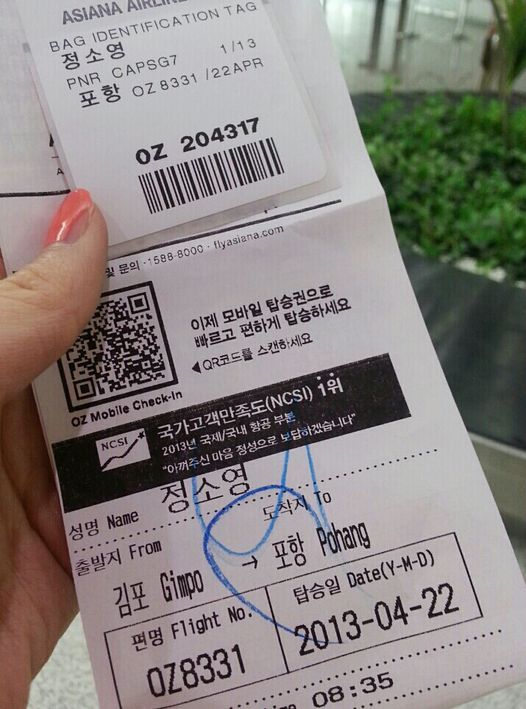 ASIANA AIRLINE
BAG IDENTIFICATION TAG
정소영
PNR CAPSG7 1/13
포항 OZ 8331 /22APR
OZ 204317
및 문의 · 1588-8000 · flyasiana.com
이제 모바일 탑승권으로
빠르고 편하게 탑승하세요
◀ QR코드를 스캔하세요
OZ Mobile Check-In
NCSI
국가고객만족도(NCSI) 1위
2013년 국제/국내 항공 부분
"아껴주신 마음 정성으로 보답하겠습니다"
성명 Name 정소영
출발지 From 도착지 To
김포 Gimpo → 포항 Pohang
편명 Flight No. 탑승일 Date(Y-M-D)
OZ8331 2013-04-22
08:35